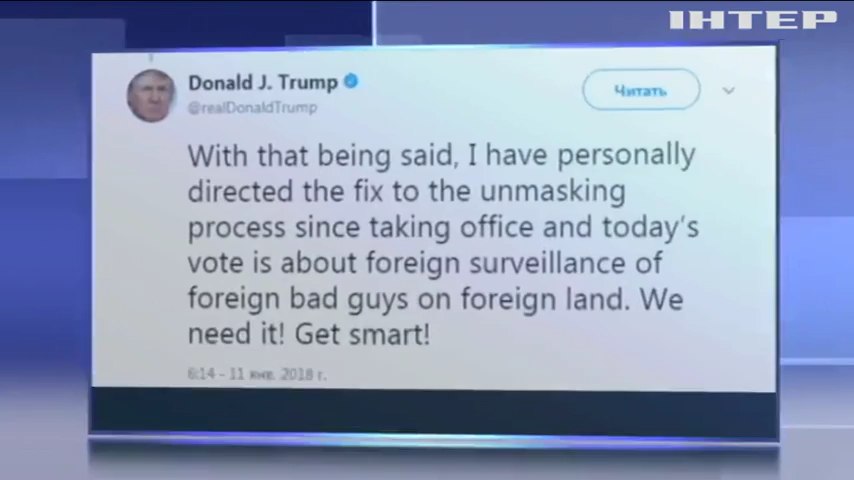 ІНТЕР
Donald J. Trump
@realDonaldTrump
Читать
With that being said, I have personally
directed the fix to the unmasking
process since taking office and today's
vote is about foreign surveillance of
foreign bad guys on foreign land. We
need it! Get smart!
6:14 - 11 янв. 2018 г.